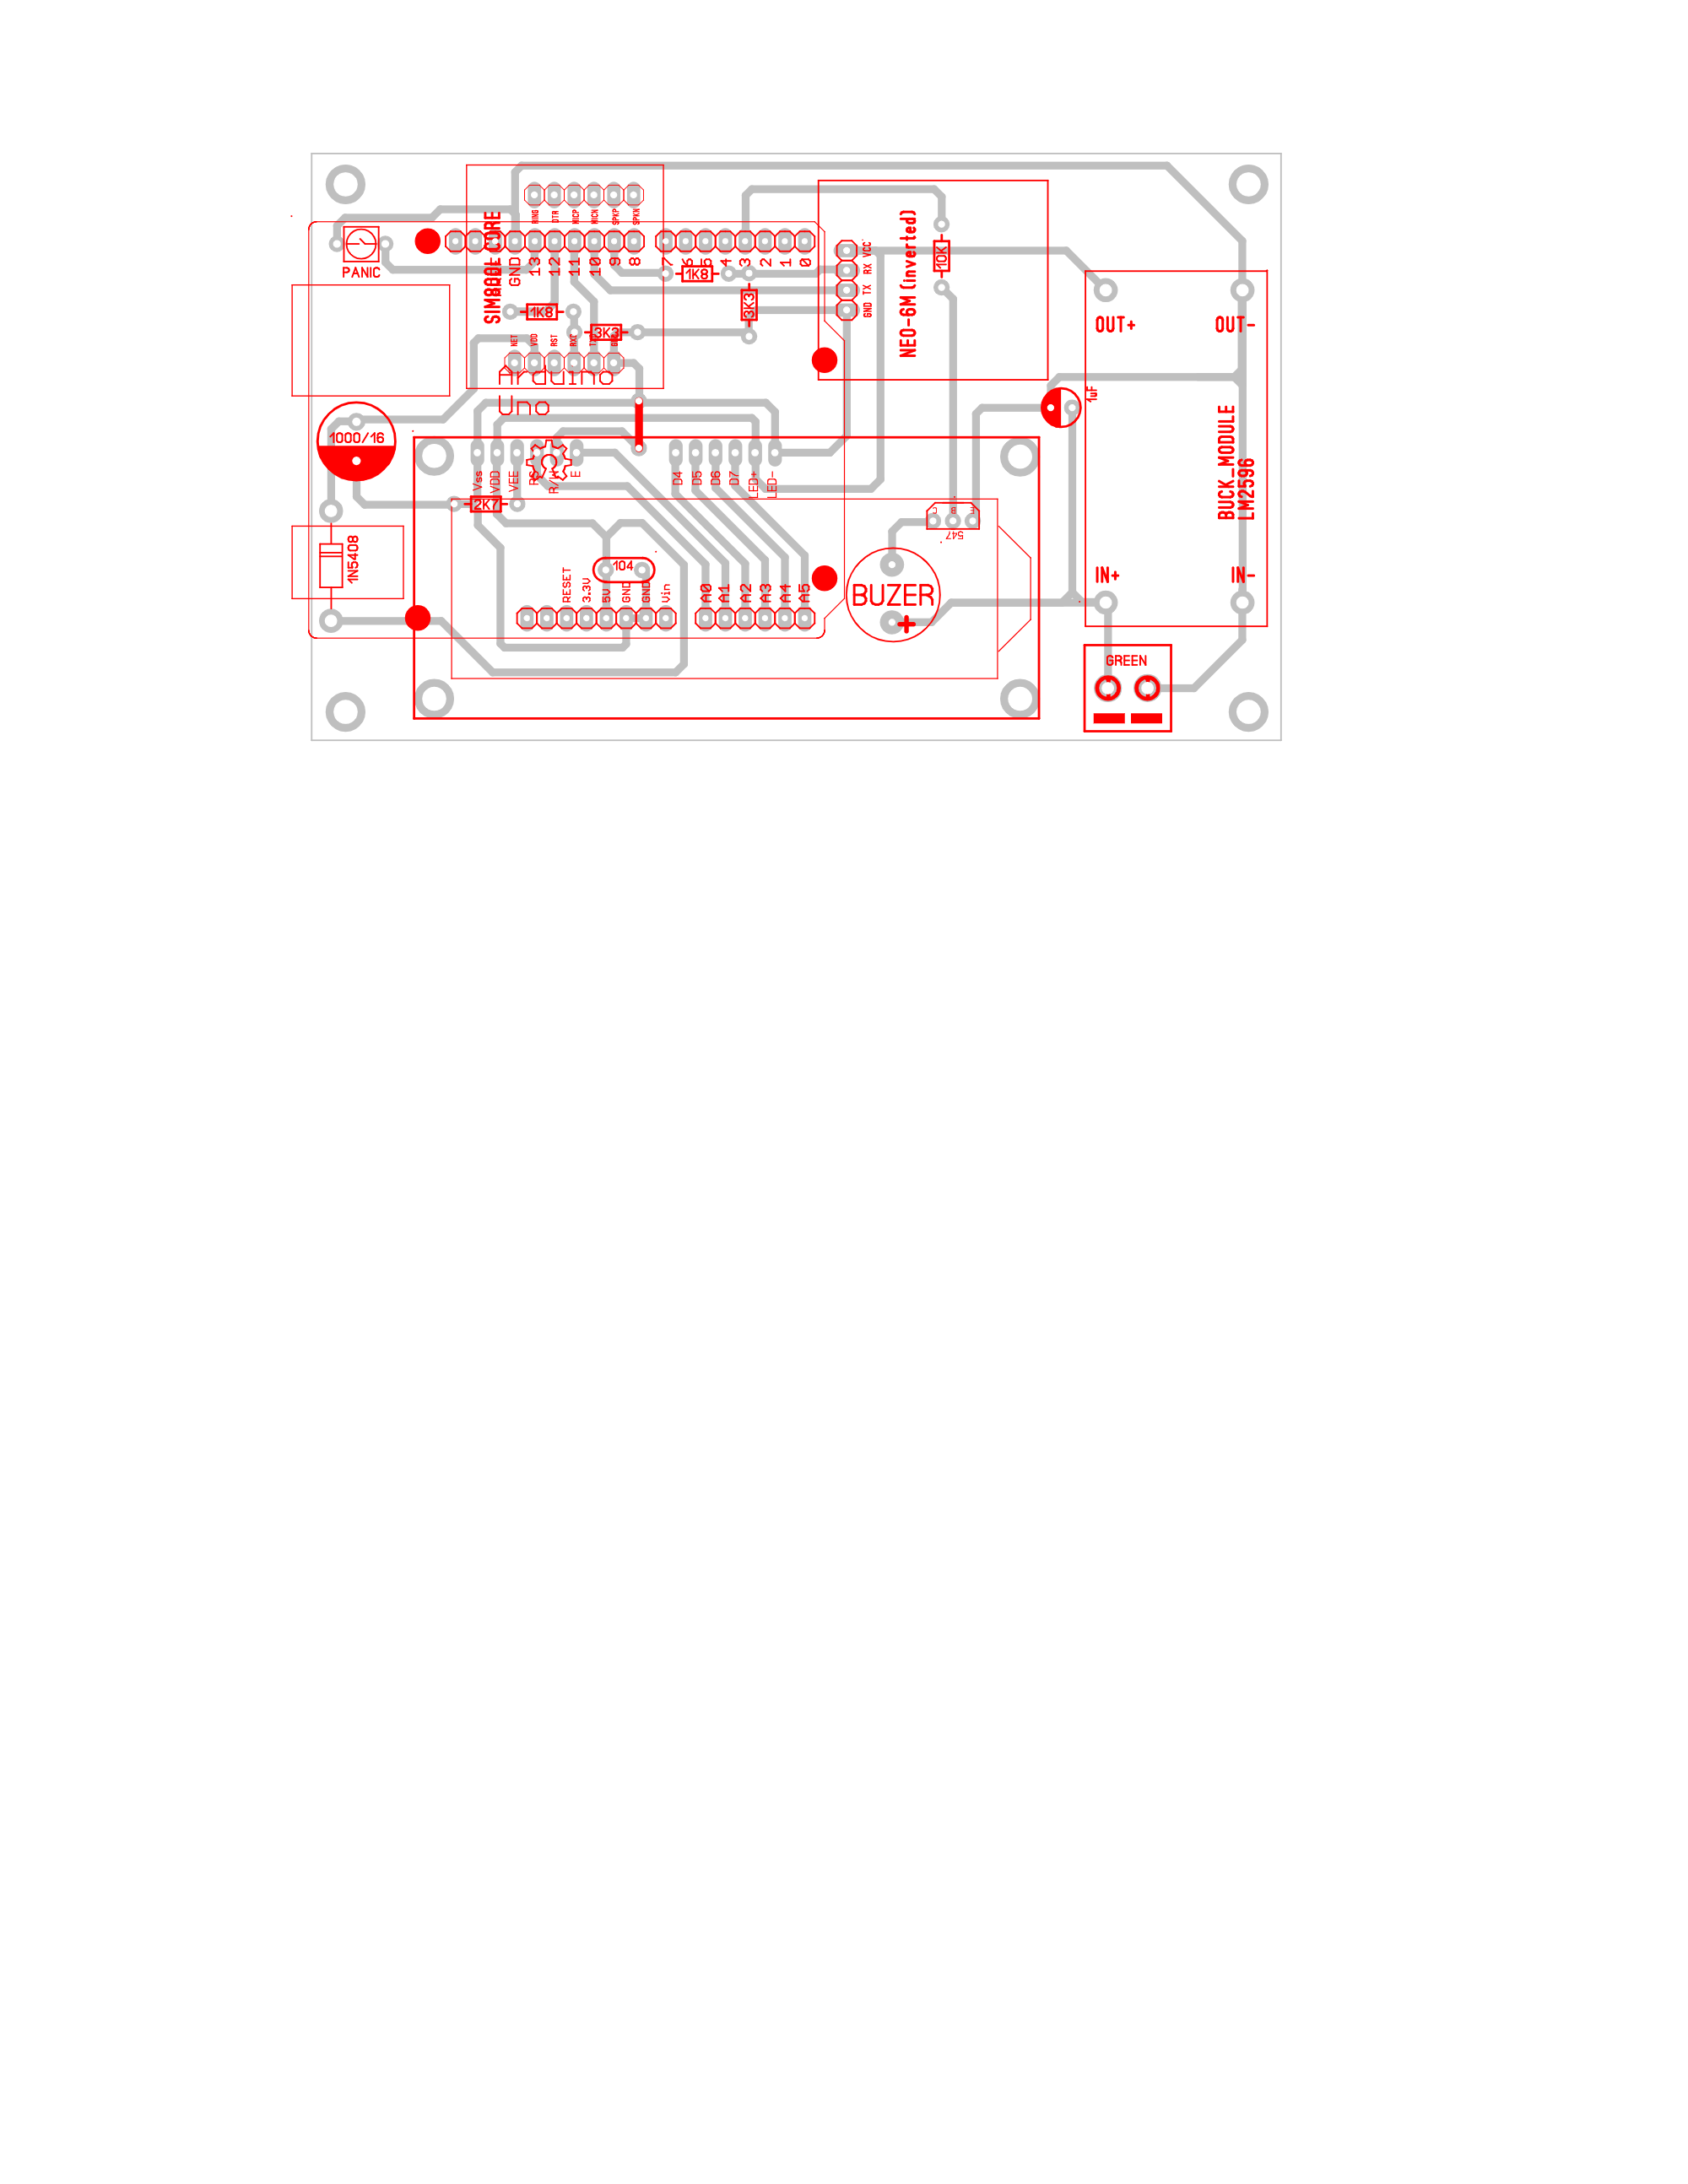 RING
DTR
MICP
MICN
SPKP
SPKN
SIM800L CORE
GND
13
12
11
10
9
8
7
6
5
4
3
2
1
0
PANIC
1K8
1K8
3K3
3K3
NET
VDD
RST
RX
GND
Arduino
Uno
VCC
RX
TX
GND
NEO-6M (inverted)
10K
OUT+
OUT-
BUCK_MODULE
LM2596
IN+
IN-
1uF
1000/16
Vss
VDD
VEE
RS
R/W
E
D4
D5
D6
D7
LED+
LED-
2K7
C
B
E
547
1N5408
104
RESET
3.3V
5V
GND
GND
Vin
A0
A1
A2
A3
A4
A5
BUZER
+
GREEN